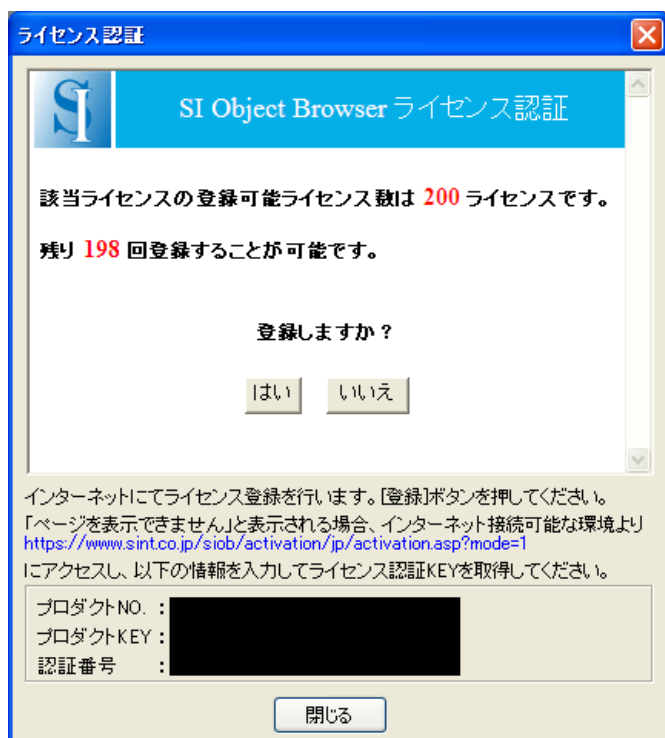 ライセンス認証
SI
SI Object Browser ライセンス認証
該当ライセンスの登録可能ライセンス数は 200 ライセンスです。
残り 198 回登録することが可能です。
登録しますか？
はい いいえ
インターネットにてライセンス登録を行います。[登録]ボタンを押してください。
「ページを表示できません」と表示される場合、インターネット接続可能な環境より
https://www.sint.co.jp/siob/activation/jp/activation.asp?mode=1
にアクセスし、以下の情報を入力してライセンス認証KEYを取得してください。
プロダクトNO. :
プロダクトKEY :
認証番号 :
閉じる